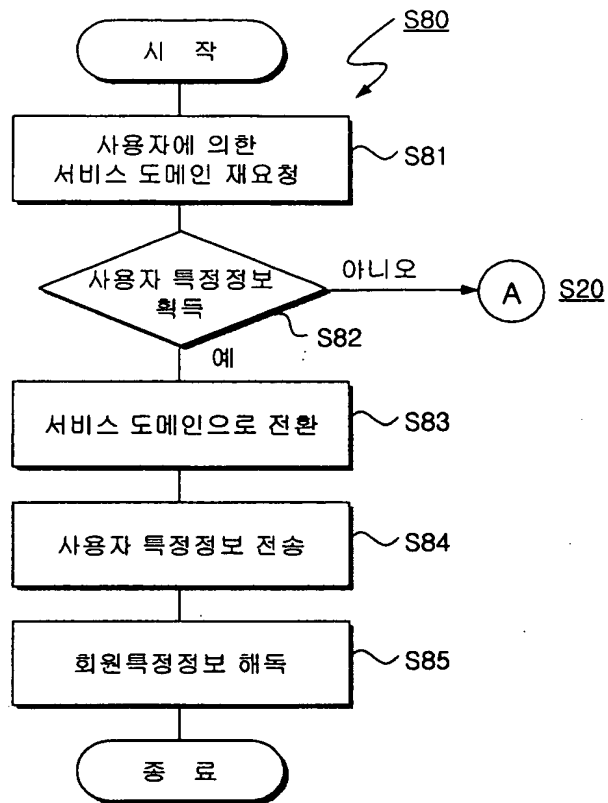 S80
시 작
사용자에 의한
서비스 도메인 재요청
S81
사용자 특정정보
획득
아니오
A
S20
S82
예
서비스 도메인으로 전환
S83
사용자 특정정보 전송
S84
회원특정정보 해독
S85
종 료